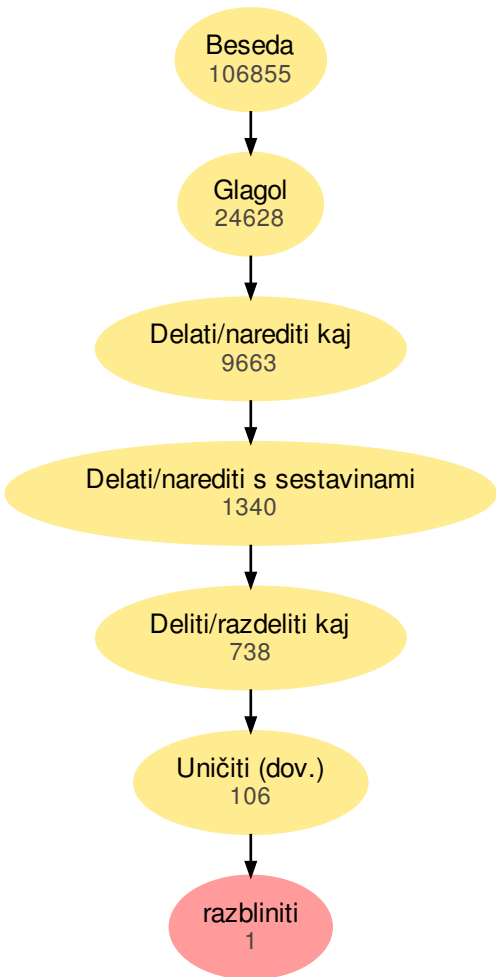 Beseda
106855
Glagol
24628
Delati/narediti kaj
9663
Delati/narediti s sestavinami
1340
Deliti/razdeliti kaj
738
Uničiti (dov.)
106
razbliniti
1